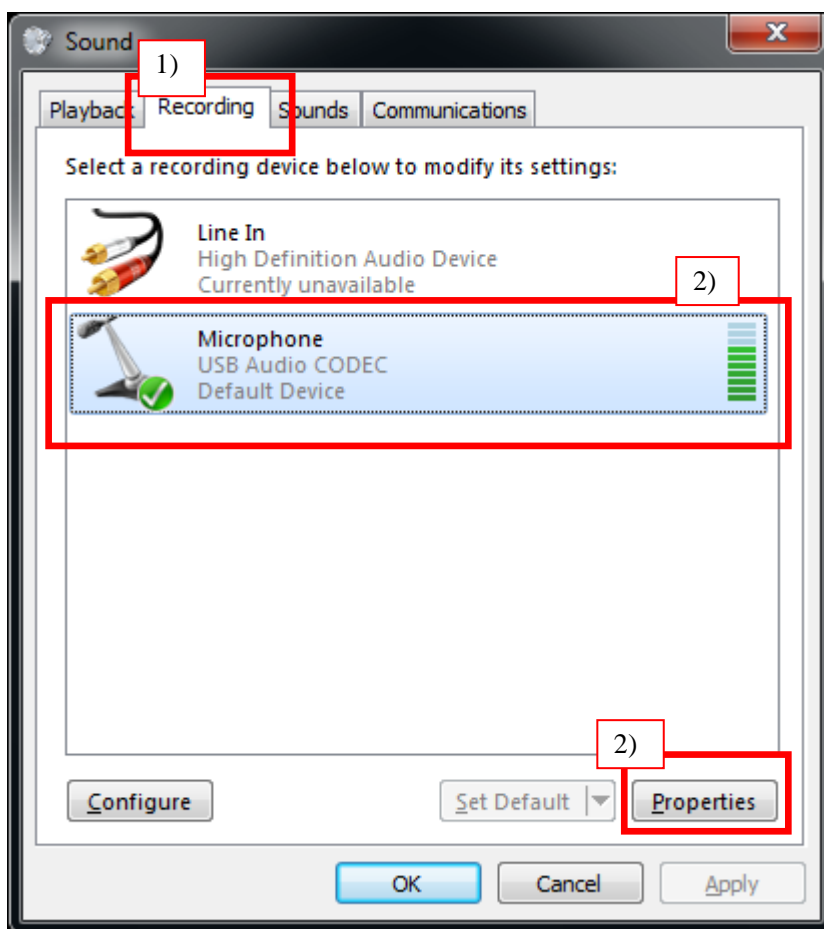 Sound
1)
Playback Recording Sounds Communications
Select a recording device below to modify its settings:
Line In
High Definition Audio Device
Currently unavailable
2)
Microphone
USB Audio CODEC
Default Device
2)
Configure Set Default Properties
OK Cancel Apply